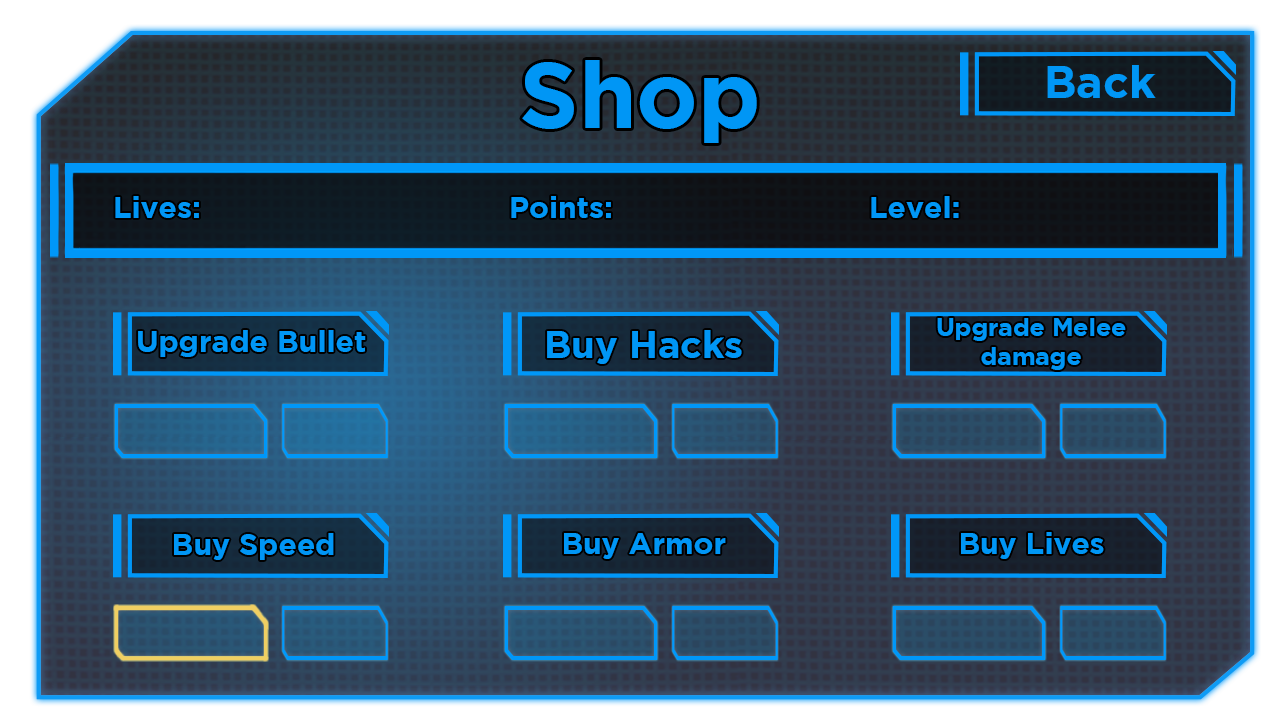 Shop
Back
Lives:
Points:
Level:
Upgrade Bullet
Buy Hacks
Upgrade Melee
damage
Buy Speed
Buy Armor
Buy Lives